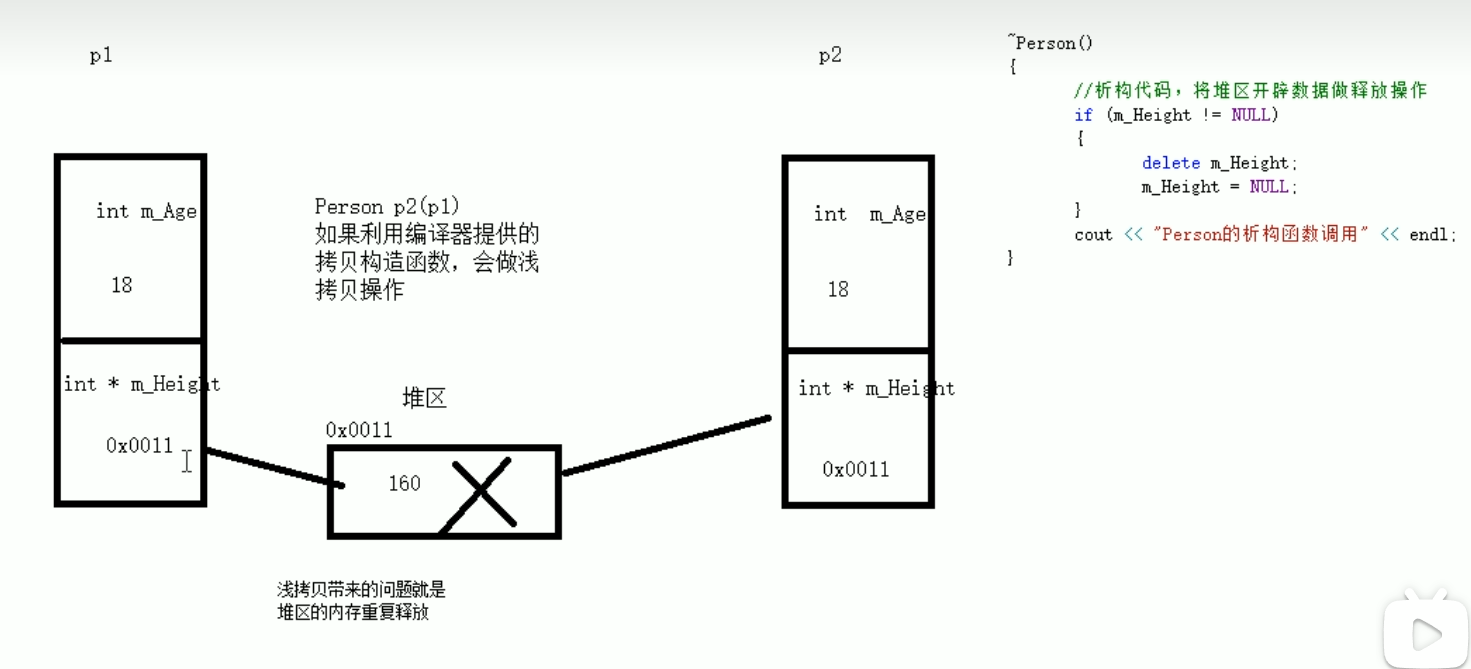 p1
int m_Age
18
int * m_Height
0x0011
Person p2(p1)
如果利用编译器提供的
拷贝构造函数，会做浅
拷贝操作
堆区
0x0011
160
浅拷贝带来的问题就是
堆区的内存重复释放
p2
int  m_Age
18
int * m_Height
0x0011
~Person()
{
//析构代码，将堆区开辟数据做释放操作
if (m_Height != NULL)
{
delete m_Height;
m_Height = NULL;
}
cout << "Person的析构函数调用" << endl;
}